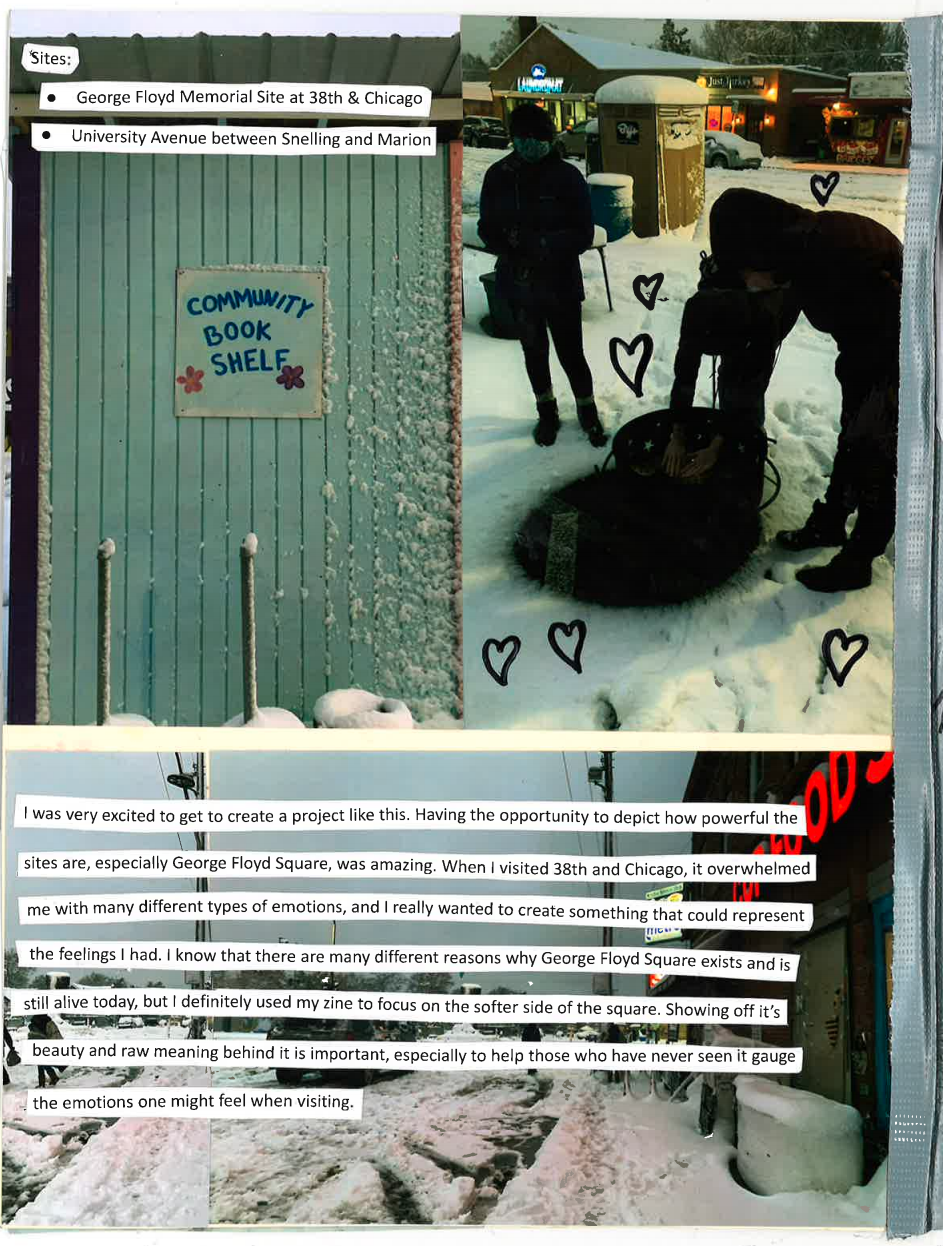 Sites:
• George Floyd Memorial Site at 38th & Chicago
• University Avenue between Snelling and Marion
COMMUNITY
BOOK
SHELF
LAUNDROMAT
Just Turkey
I was very excited to get to create a project like this. Having the opportunity to depict how powerful the
sites are, especially George Floyd Square, was amazing. When I visited 38th and Chicago, it overwhelmed
me with many different types of emotions, and I really wanted to create something that could represent
the feelings I had. I know that there are many different reasons why George Floyd Square exists and is
still alive today, but I definitely used my zine to focus on the softer side of the square. Showing off it's
beauty and raw meaning behind it is important, especially to help those who have never seen it gauge
the emotions one might feel when visiting.
FOODS
metro